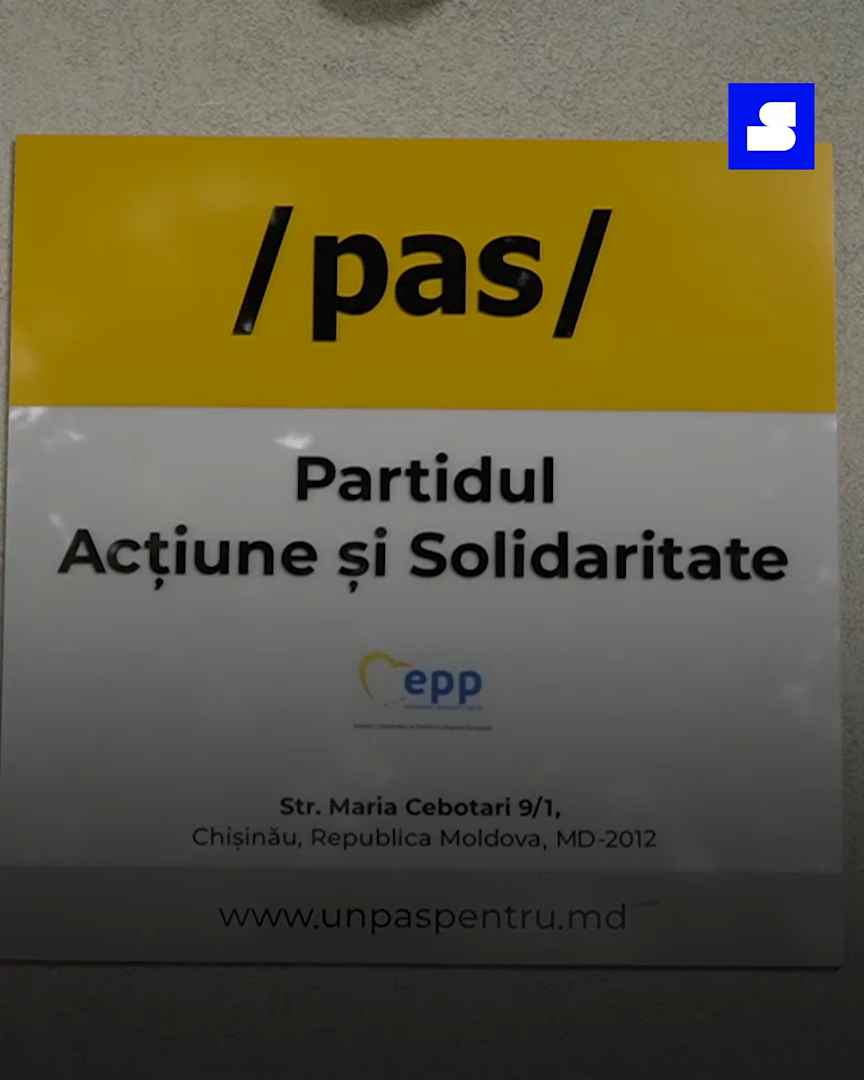 /pas/
Partidul
Acțiune și Solidaritate
epp
Str. Maria Cebotari 9/1,
Chișinău, Republica Moldova, MD-2012
www.unpaspentru.md